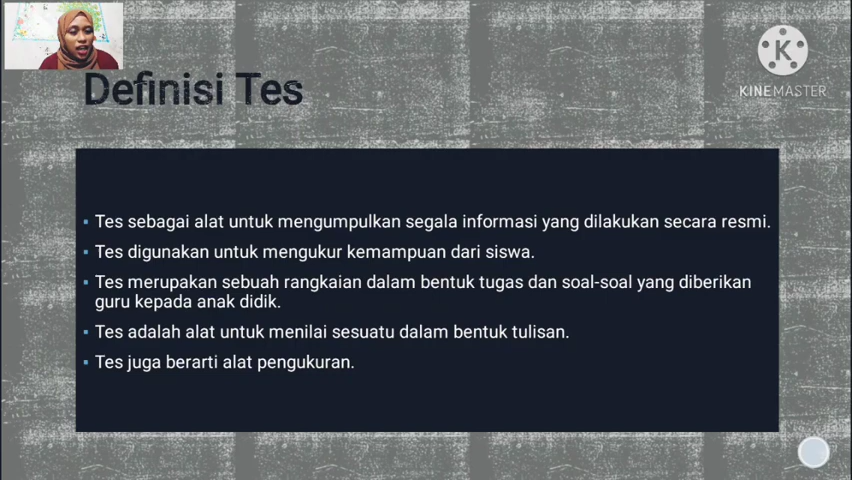 Definisi Tes
KINEMASTER
▪ Tes sebagai alat untuk mengumpulkan segala informasi yang dilakukan secara resmi.
▪ Tes digunakan untuk mengukur kemampuan dari siswa.
▪ Tes merupakan sebuah rangkaian dalam bentuk tugas dan soal-soal yang diberikan
guru kepada anak didik.
▪ Tes adalah alat untuk menilai sesuatu dalam bentuk tulisan.
▪ Tes juga berarti alat pengukuran.